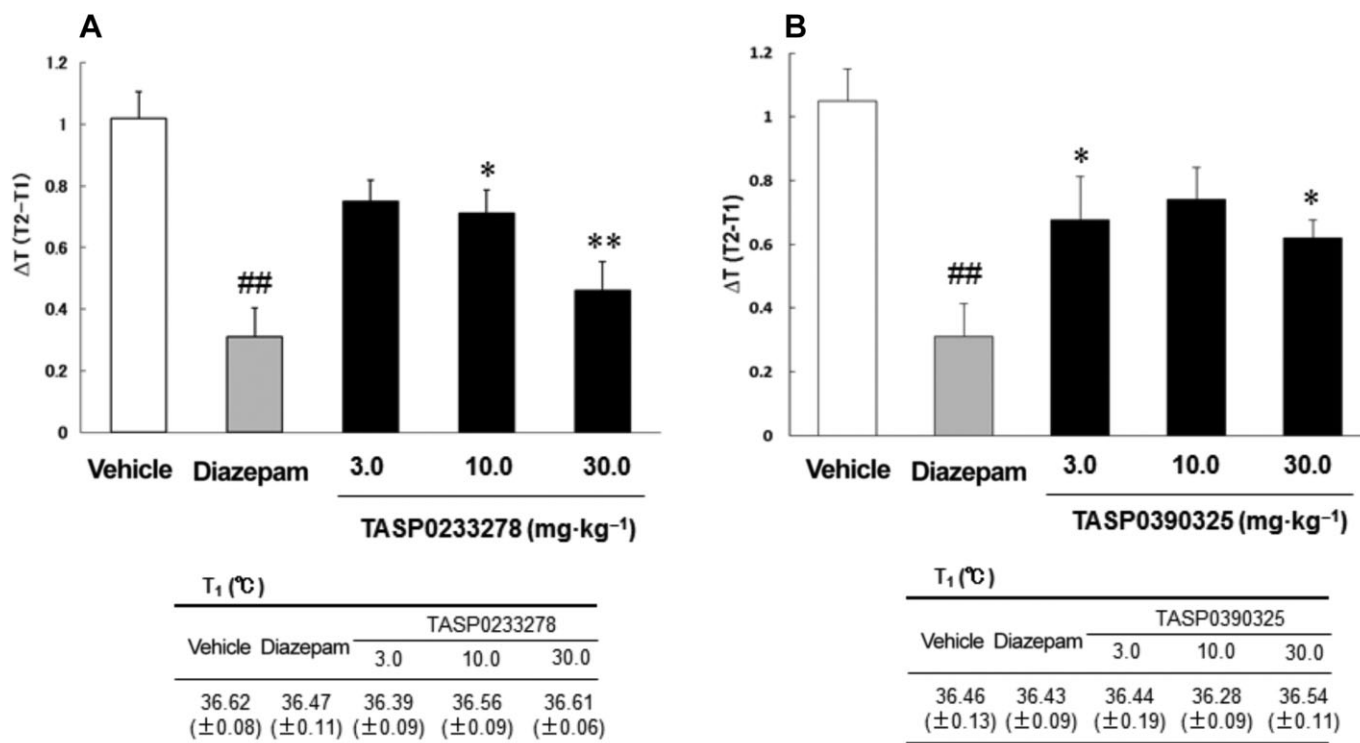 A
1.2
1
0.8
0.6
0.4
0.2
0
ΔT (T2−T1)
##
*
**
Vehicle
Diazepam
3.0
10.0
30.0
TASP0233278 (mg·kg⁻¹)
T₁ (℃)
TASP0233278
Vehicle Diazepam 3.0 10.0 30.0
36.62 36.47 36.39 36.56 36.61
(±0.08) (±0.11) (±0.09) (±0.09) (±0.06)
B
1.2
1
0.8
0.6
0.4
0.2
0
ΔT (T2-T1)
##
*
*
Vehicle
Diazepam
3.0
10.0
30.0
TASP0390325 (mg·kg⁻¹)
T₁ (℃)
TASP0390325
Vehicle Diazepam 3.0 10.0 30.0
36.46 36.43 36.44 36.28 36.54
(±0.13) (±0.09) (±0.19) (±0.09) (±0.11)